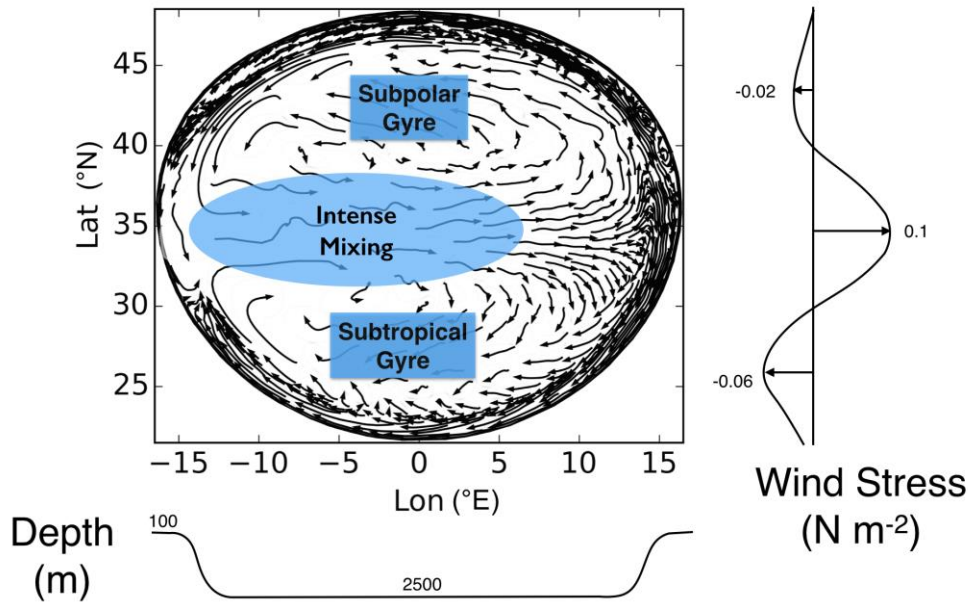 45
40
35
30
25
Lat (°N)
Subpolar
Gyre
Intense
Mixing
Subtropical
Gyre
−15 −10 −5 0 5 10 15
Lon (°E)
-0.02
0.1
-0.06
Wind Stress
(N m-2)
Depth
(m)
100
2500